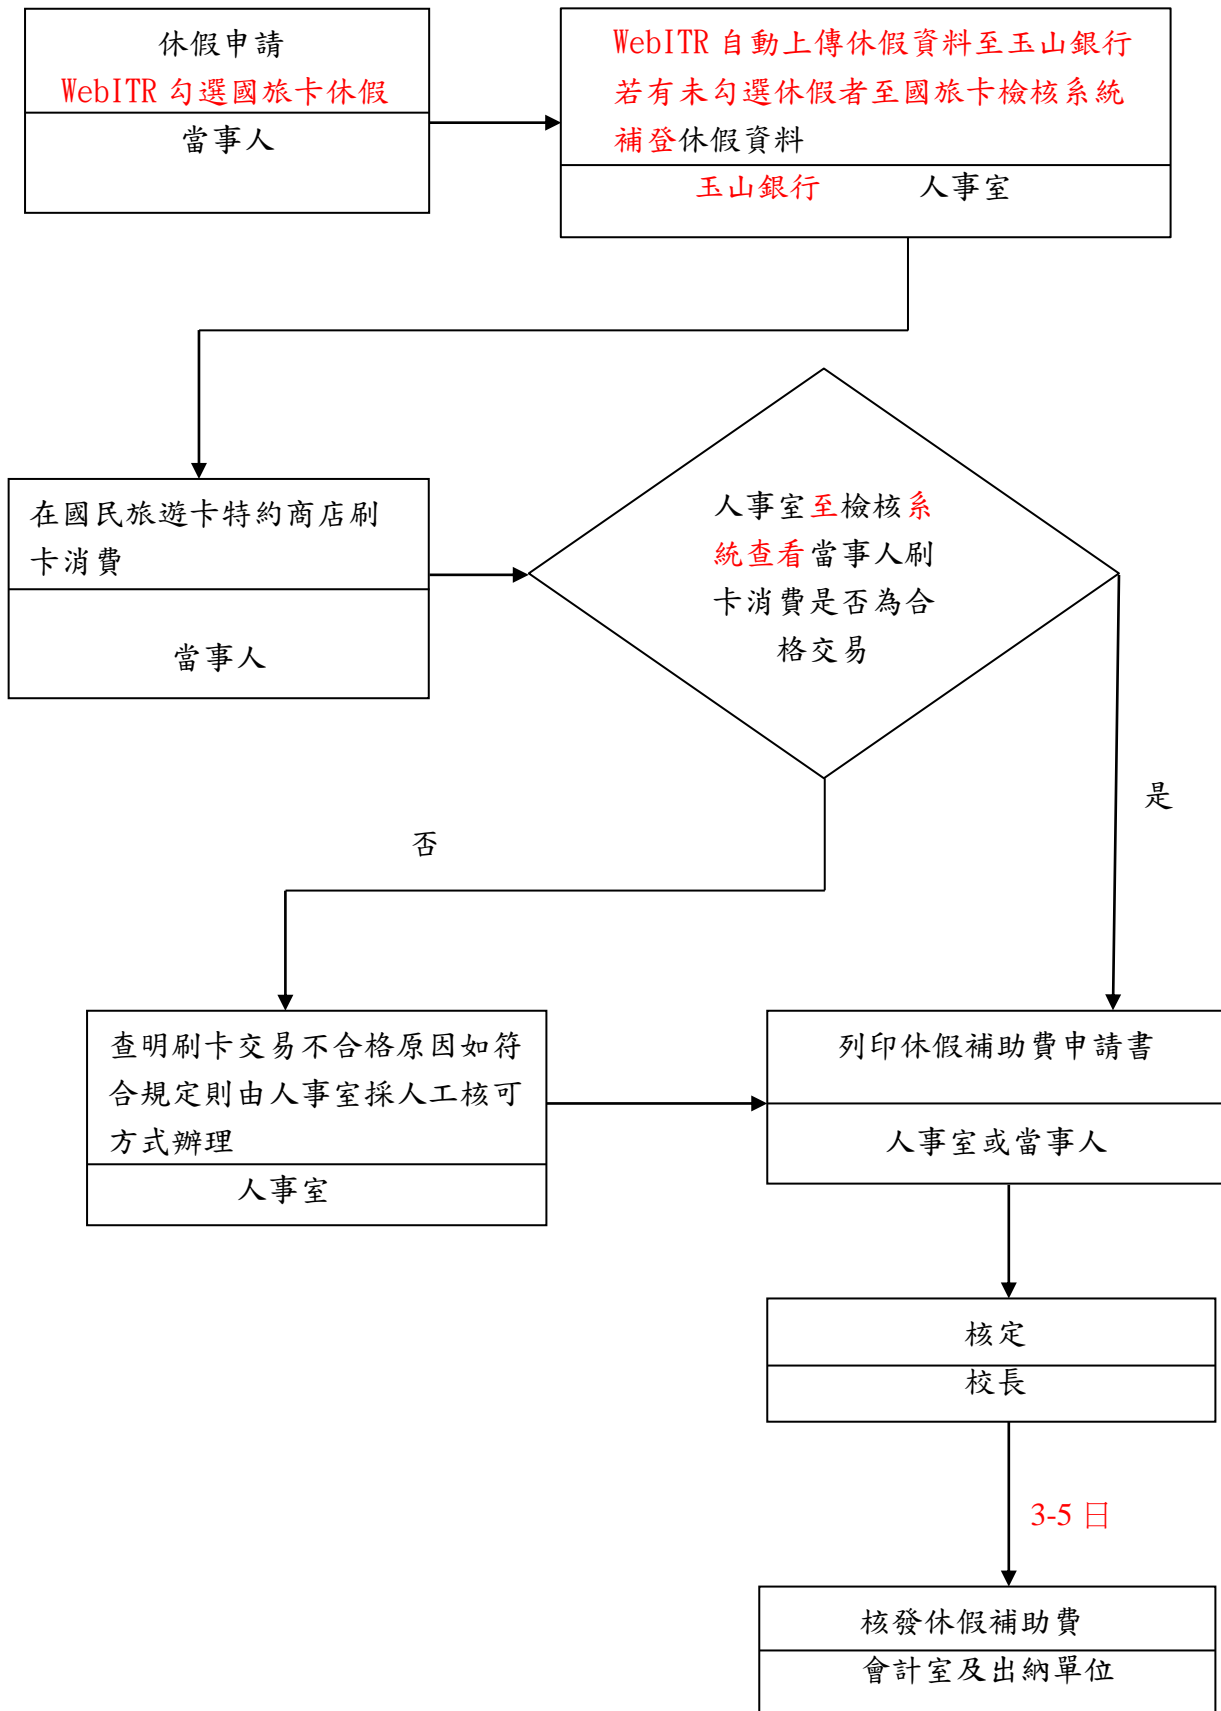 休假申請
WebITR 勾選國旅卡休假
當事人
WebITR 自動上傳休假資料至玉山銀行
若有未勾選休假者至國旅卡檢核系統
補登休假資料
玉山銀行 人事室
在國民旅遊卡特約商店刷
卡消費
當事人
人事室至檢核系
統查看當事人刷
卡消費是否為合
格交易
是
否
查明刷卡交易不合格原因如符
合規定則由人事室採人工核可
方式辦理
人事室
列印休假補助費申請書
人事室或當事人
核定
校長
3-5 日
核發休假補助費
會計室及出納單位